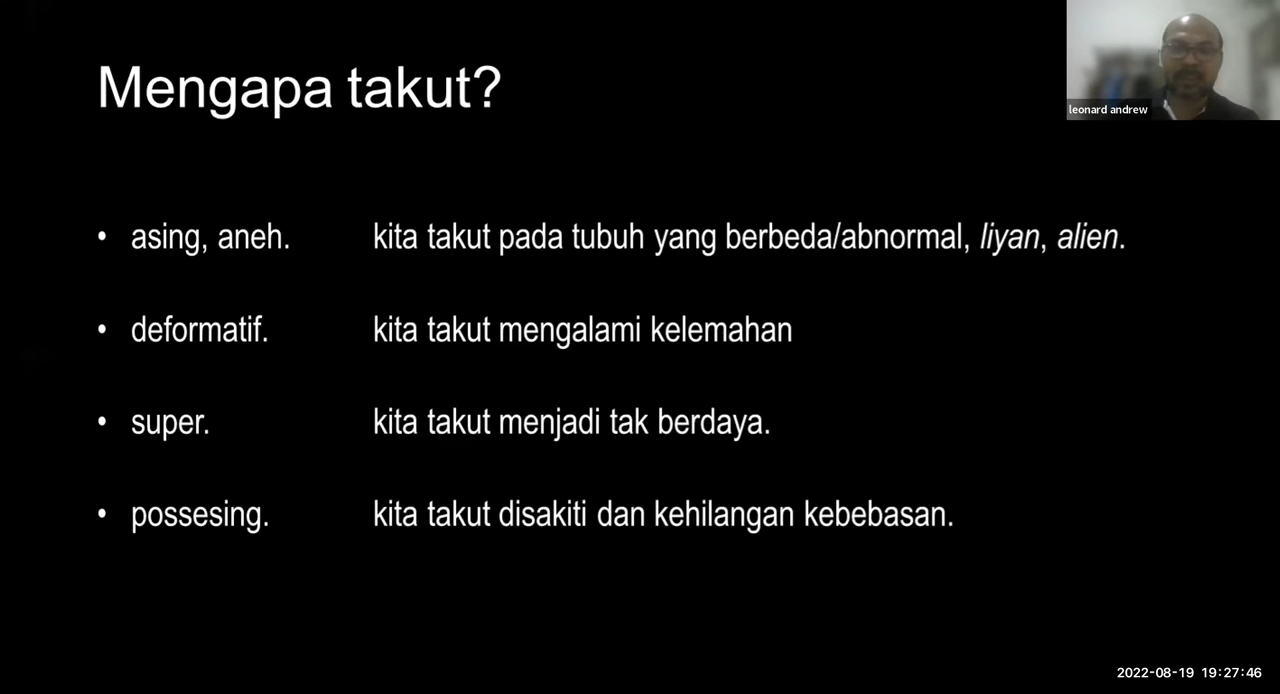 Mengapa takut?
leonard andrew
• asing, aneh. kita takut pada tubuh yang berbeda/abnormal, liyan, alien.
• deformatif. kita takut mengalami kelemahan
• super. kita takut menjadi tak berdaya.
• possesing. kita takut disakiti dan kehilangan kebebasan.
2022-08-19 19:27:46